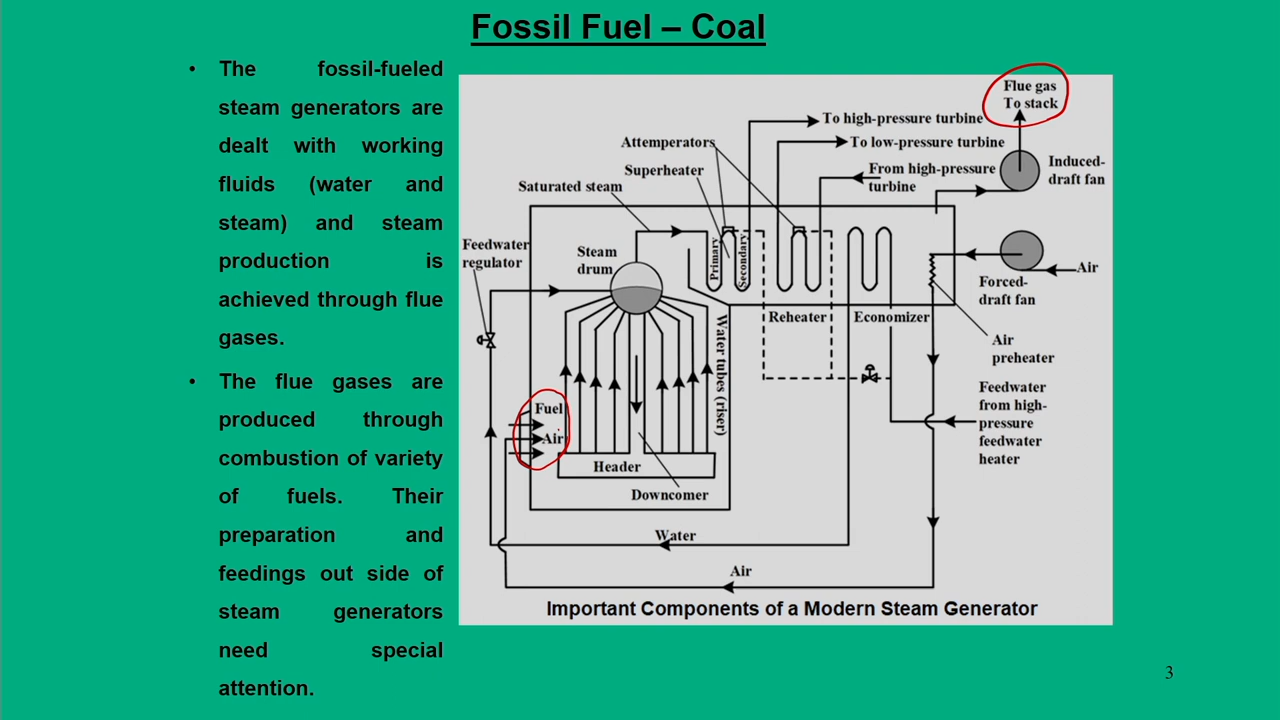 Fossil Fuel – Coal
• The fossil-fueled
steam generators are
dealt with working
fluids (water and
steam) and steam
production is
achieved through flue
gases.
• The flue gases are
produced through
combustion of variety
of fuels. Their
preparation and
feedings out side of
steam generators
need special
attention.
Flue gas
To stack
To high-pressure turbine
To low-pressure turbine
Attemperators
From high-pressure
turbine
Induced-
draft fan
Superheater
Saturated steam
Feedwater
regulator
Steam
drum
Primary
Secondary
Air
Forced-
draft fan
Reheater
Economizer
Water tubes (riser)
Air
preheater
Feedwater
from high-
pressure
feedwater
heater
Fuel
Air
Header
Downcomer
Water
Air
Important Components of a Modern Steam Generator
3